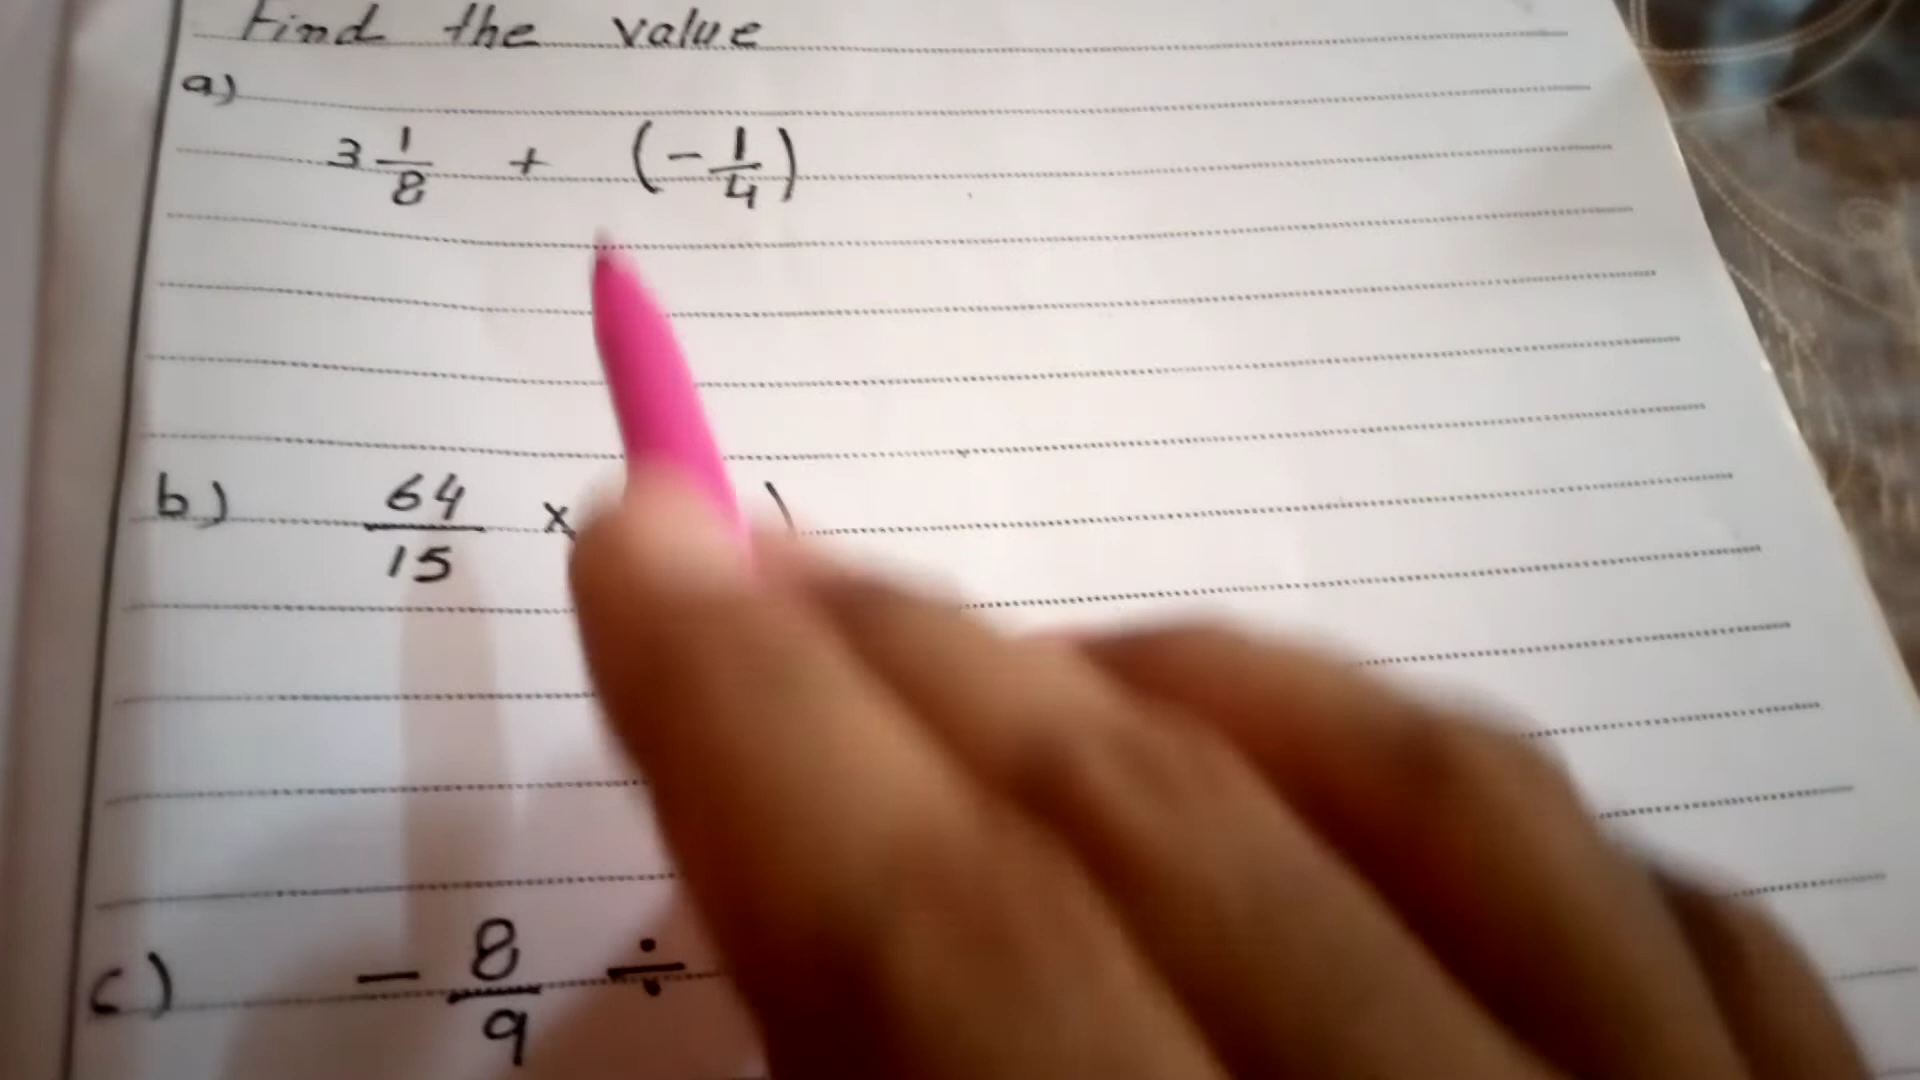 Find the value
a)
3 1/8 + (-1/4)
b) 64/15 × )
c) - 8/9 ÷